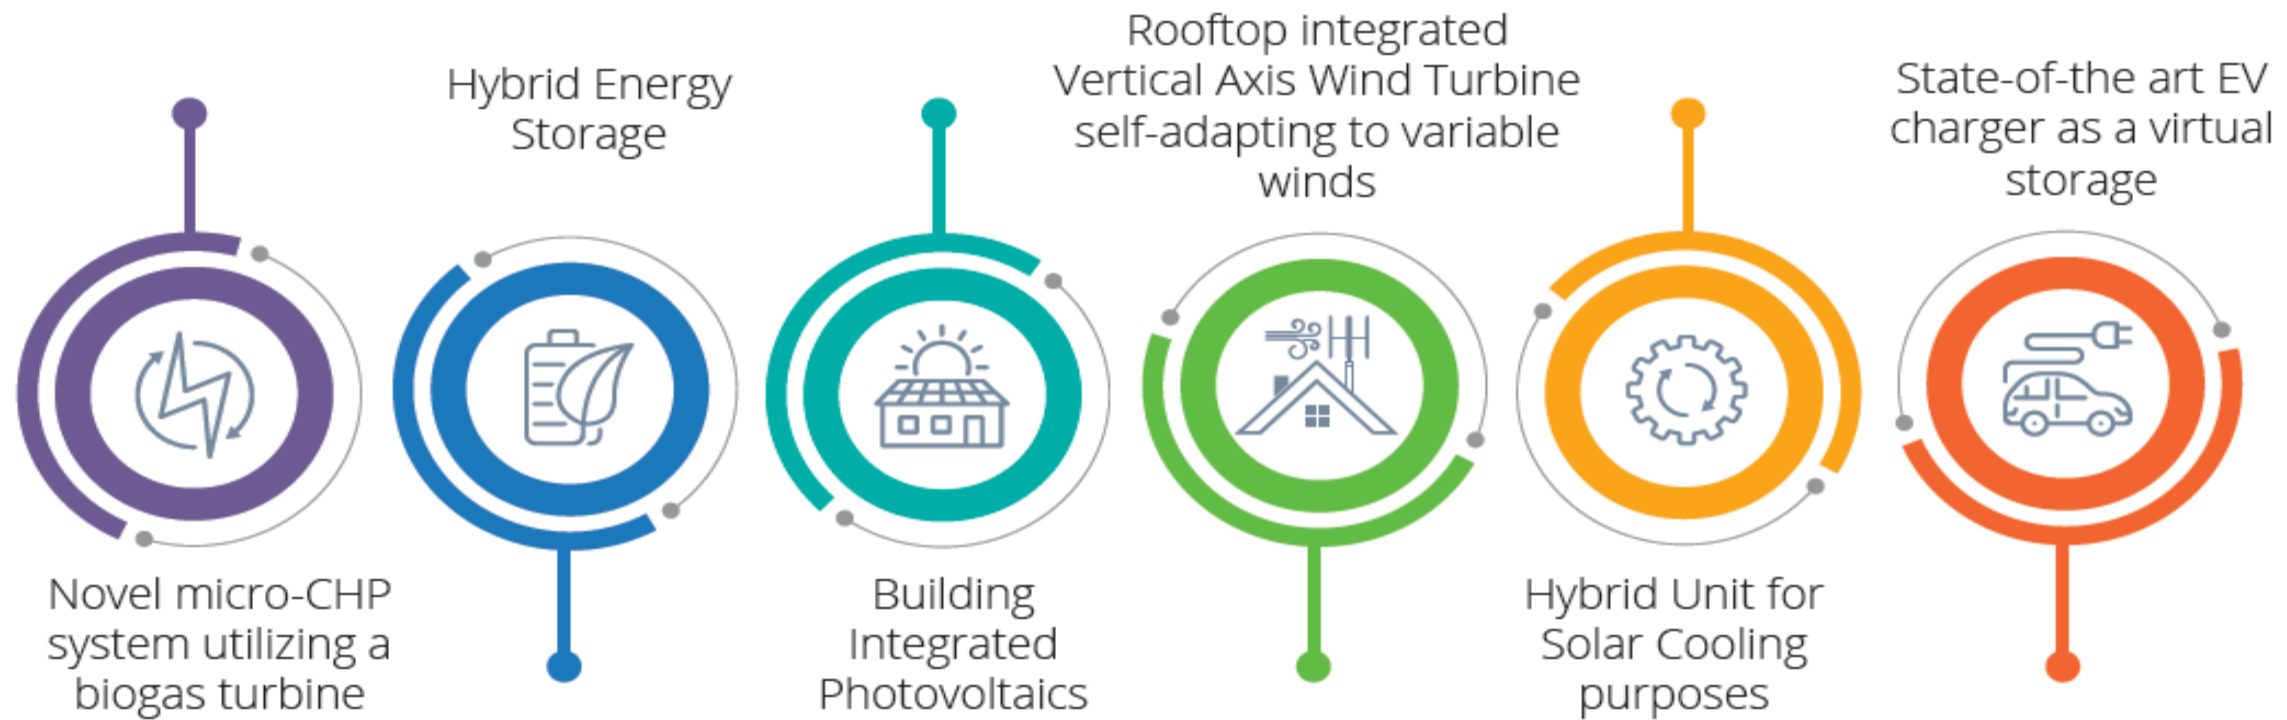 Novel micro-CHP
system utilizing a
biogas turbine
Hybrid Energy
Storage
Building
Integrated
Photovoltaics
Rooftop integrated
Vertical Axis Wind Turbine
self-adapting to variable
winds
Hybrid Unit for
Solar Cooling
purposes
State-of-the art EV
charger as a virtual
storage